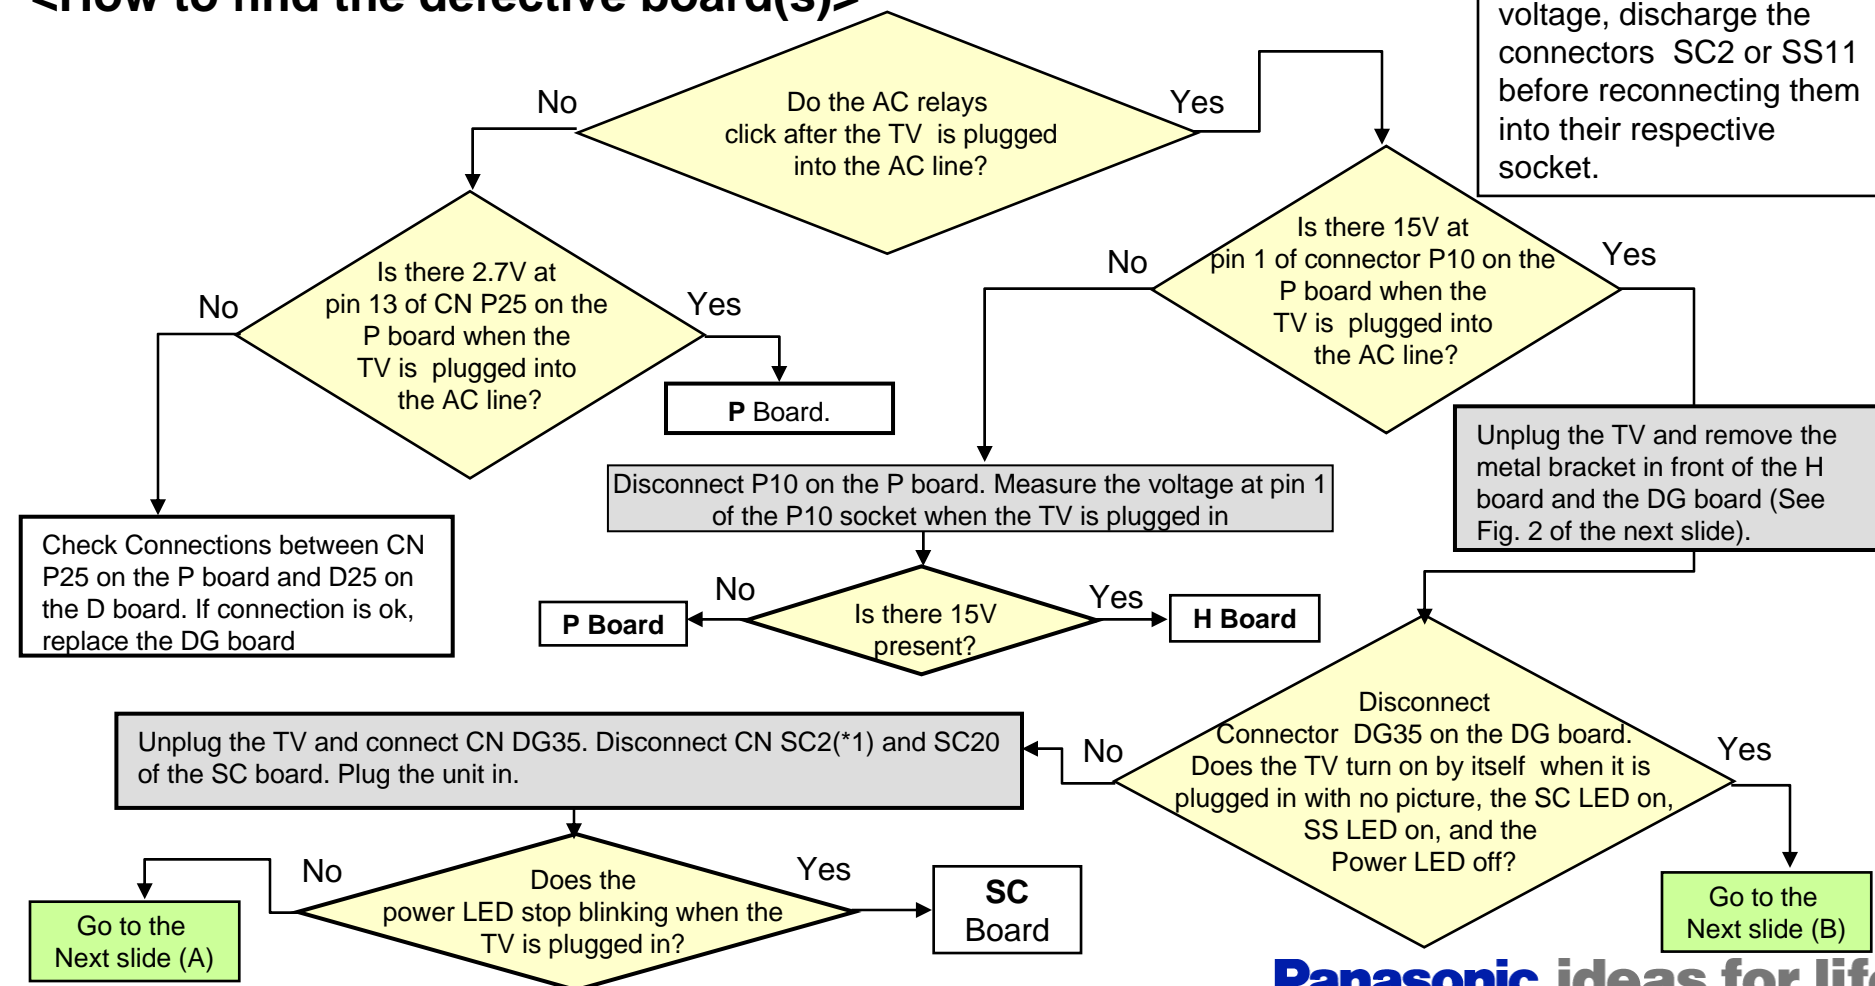 <How to find the defective board(s)>
voltage, discharge the
connectors SC2 or SS11
before reconnecting them
into their respective
socket.
No
Do the AC relays
click after the TV is plugged
into the AC line?
Yes
No
Is there 2.7V at
pin 13 of CN P25 on the
P board when the
TV is plugged into
the AC line?
Yes
No
Is there 15V at
pin 1 of connector P10 on the
P board when the
TV is plugged into
the AC line?
Yes
P Board.
Check Connections between CN
P25 on the P board and D25 on
the D board. If connection is ok,
replace the DG board
Disconnect P10 on the P board. Measure the voltage at pin 1
of the P10 socket when the TV is plugged in
Unplug the TV and remove the
metal bracket in front of the H
board and the DG board (See
Fig. 2 of the next slide).
P Board
No
Is there 15V
present?
Yes
H Board
Unplug the TV and connect CN DG35. Disconnect CN SC2(*1) and SC20
of the SC board. Plug the unit in.
No
Disconnect
Connector DG35 on the DG board.
Does the TV turn on by itself when it is
plugged in with no picture, the SC LED on,
SS LED on, and the
Power LED off?
Yes
No
Does the
power LED stop blinking when the
TV is plugged in?
Yes
SC
Board
Go to the
Next slide (A)
Go to the
Next slide (B)
Panasonic ideas for life